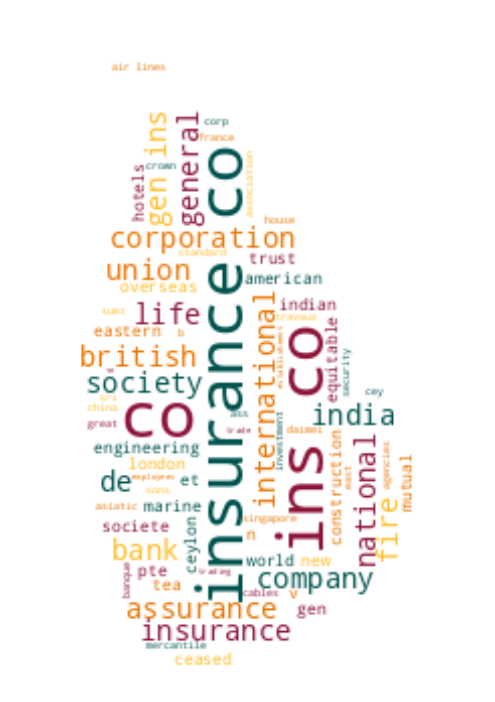 air lines
gen ins
general
corp
france
insurance co
crown
hotels
association
house
corporation
standard
trust
union
american
overseas
international
indian
suez
life
travaux
eastern
b
establishment
equitable
british
security
ins co
society
cey
sri
china
co
ass
india
great
trade
daimei
investment
engineering
construction
national
london
east
agencies
mutual
de
employees
et
sons
fire
asiatic
marine
singapore
societe
n
ceylon
bank
world
new
banque
pte
trading
company
tea
cables
v
assurance
gen
insurance
mercantile
ceased